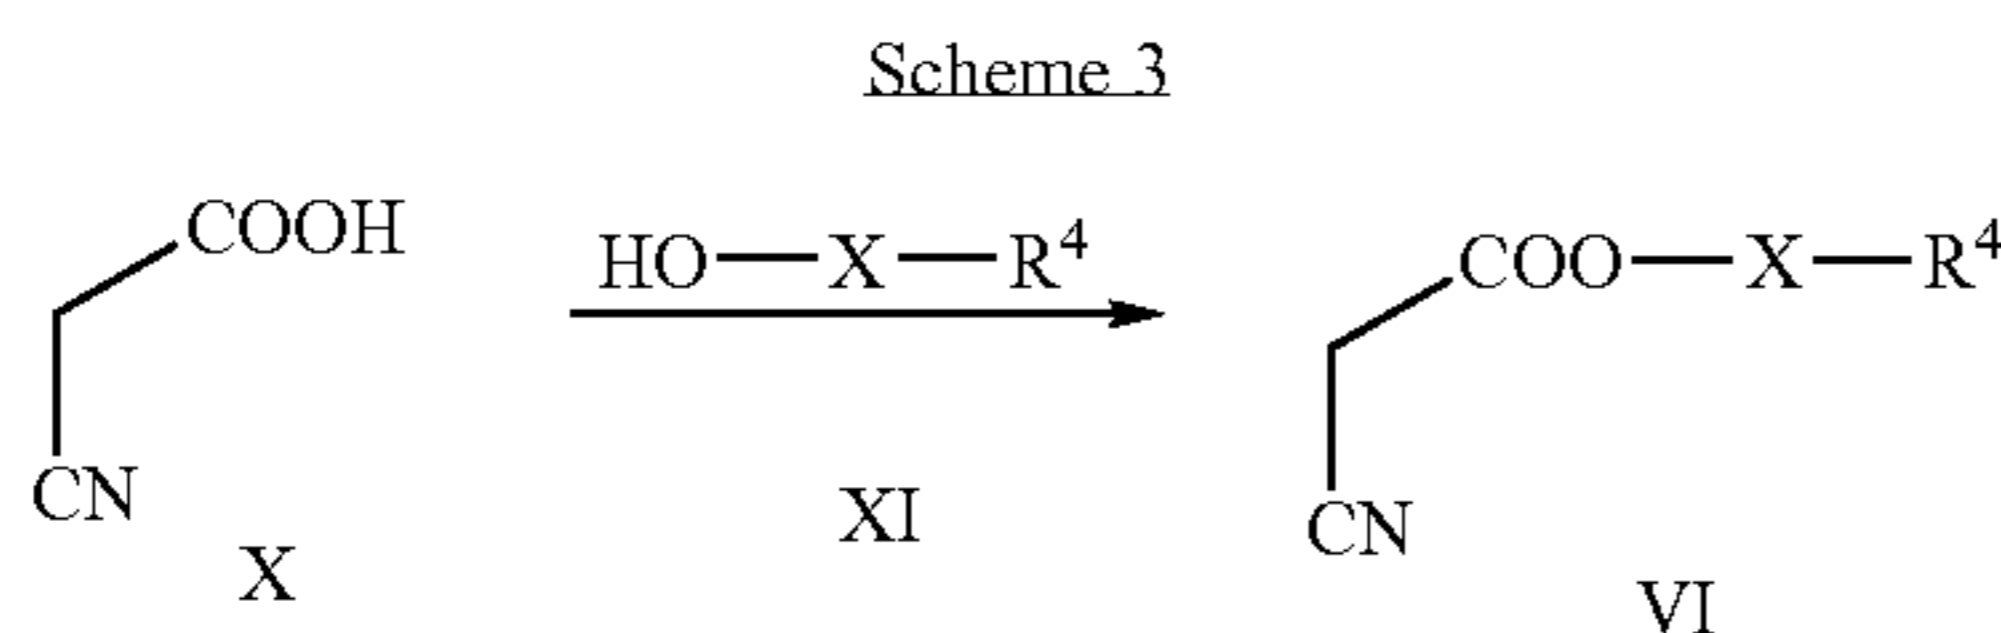 Scheme 3
COOH
HO—X—R⁴
COO—X—R⁴
CN
XI
CN
X
VI